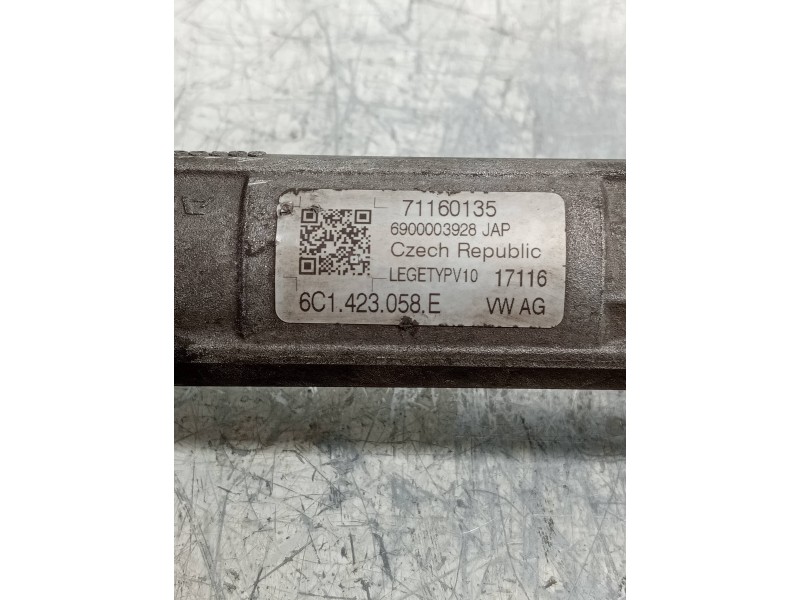 71160135
6900003928 JAP
Czech Republic
LEGETYPV10 17116
6C1.423.058.E VW AG